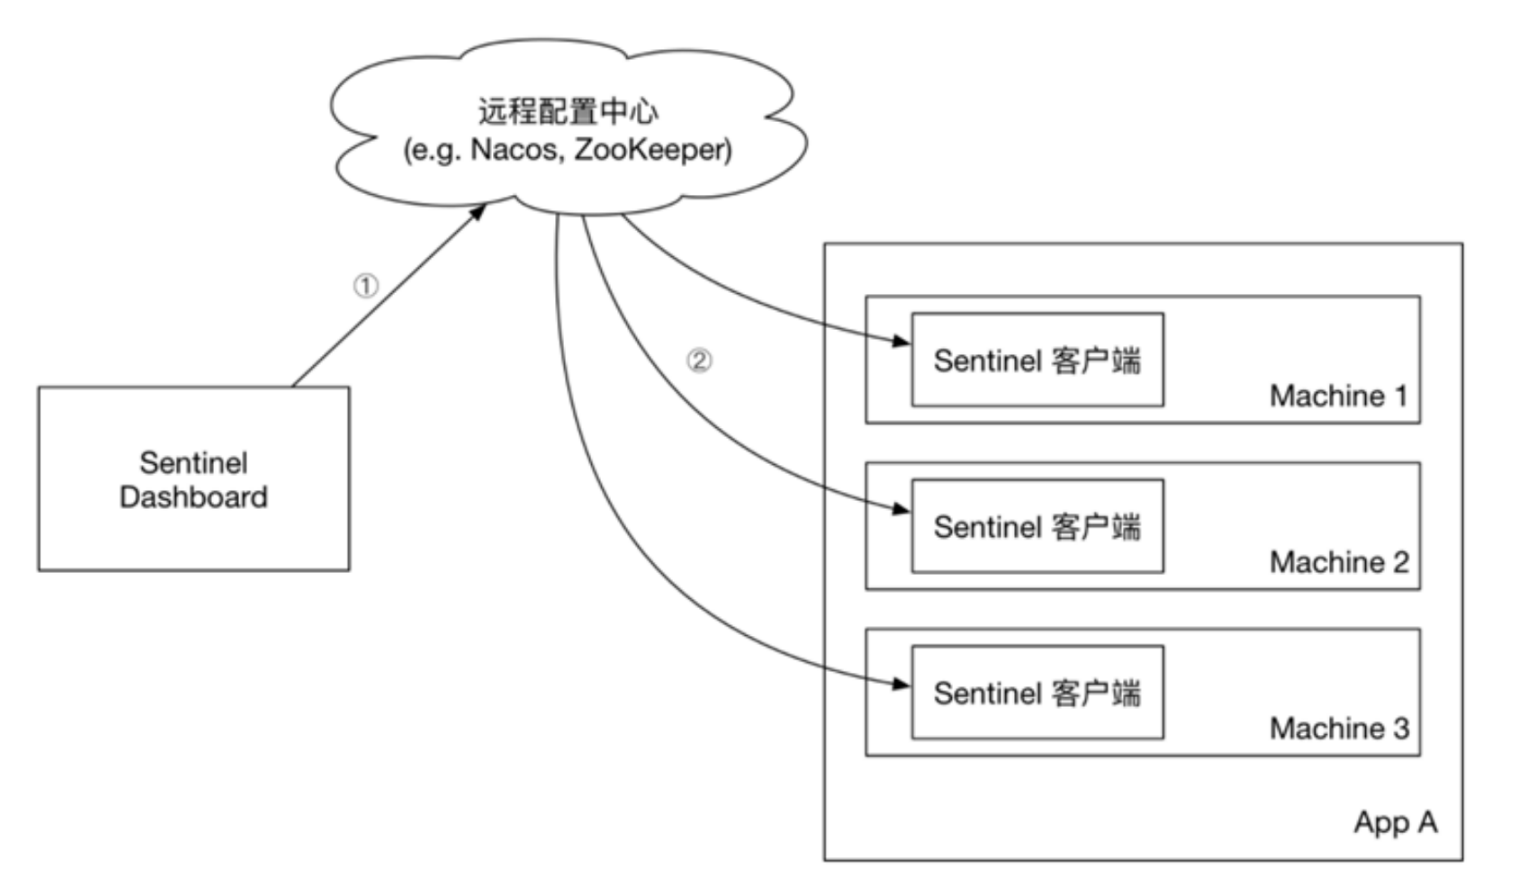 远程配置中心
(e.g. Nacos, ZooKeeper)
①
②
Sentinel
Dashboard
Sentinel 客户端
Machine 1
Sentinel 客户端
Machine 2
Sentinel 客户端
Machine 3
App A